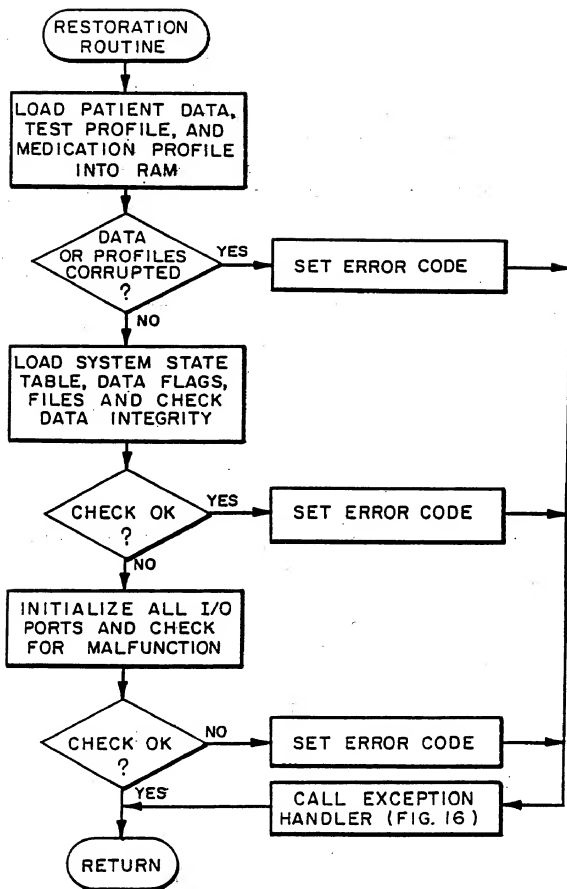 RESTORATION
ROUTINE
LOAD PATIENT DATA,
TEST PROFILE, AND
MEDICATION PROFILE
INTO RAM
DATA
OR PROFILES
CORRUPTED
?
YES
SET ERROR CODE
NO
LOAD SYSTEM STATE
TABLE, DATA FLAGS,
FILES AND CHECK
DATA INTEGRITY
CHECK OK
?
YES
SET ERROR CODE
NO
INITIALIZE ALL I/O
PORTS AND CHECK
FOR MALFUNCTION
CHECK OK
?
NO
SET ERROR CODE
YES
CALL EXCEPTION
HANDLER (FIG. 16)
RETURN